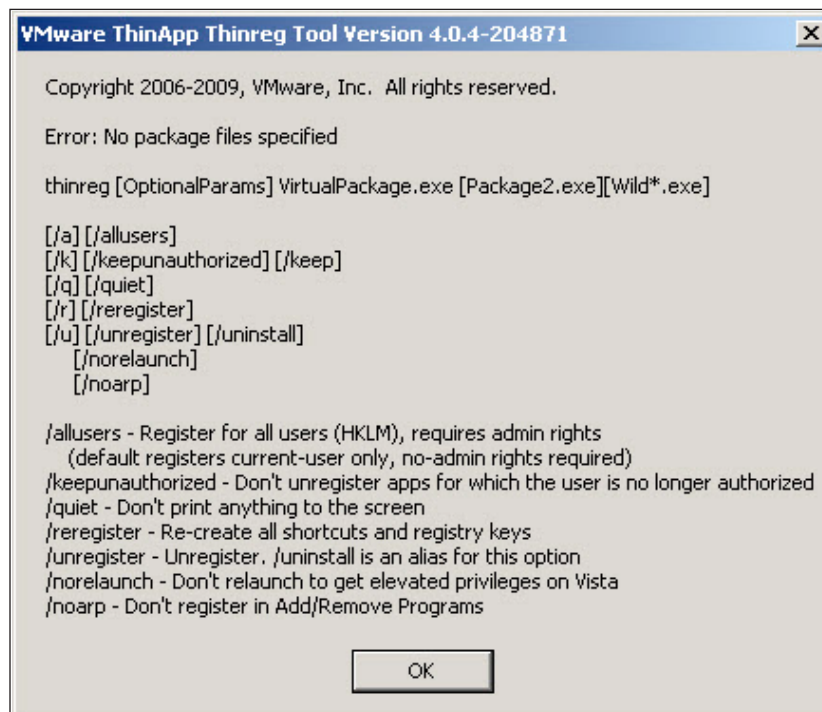 VMware ThinApp Thinreg Tool Version 4.0.4-204871
Copyright 2006-2009, VMware, Inc. All rights reserved.
Error: No package files specified
thinreg [OptionalParams] VirtualPackage.exe [Package2.exe][Wild*.exe]
[/a] [/allusers]
[/k] [/keepunauthorized] [/keep]
[/q] [/quiet]
[/r] [/reregister]
[/u] [/unregister] [/uninstall]
[/norelaunch]
[/noarp]
/allusers - Register for all users (HKLM), requires admin rights
(default registers current-user only, no-admin rights required)
/keepunauthorized - Don't unregister apps for which the user is no longer authorized
/quiet - Don't print anything to the screen
/reregister - Re-create all shortcuts and registry keys
/unregister - Unregister. /uninstall is an alias for this option
/norelaunch - Don't relaunch to get elevated privileges on Vista
/noarp - Don't register in Add/Remove Programs
OK